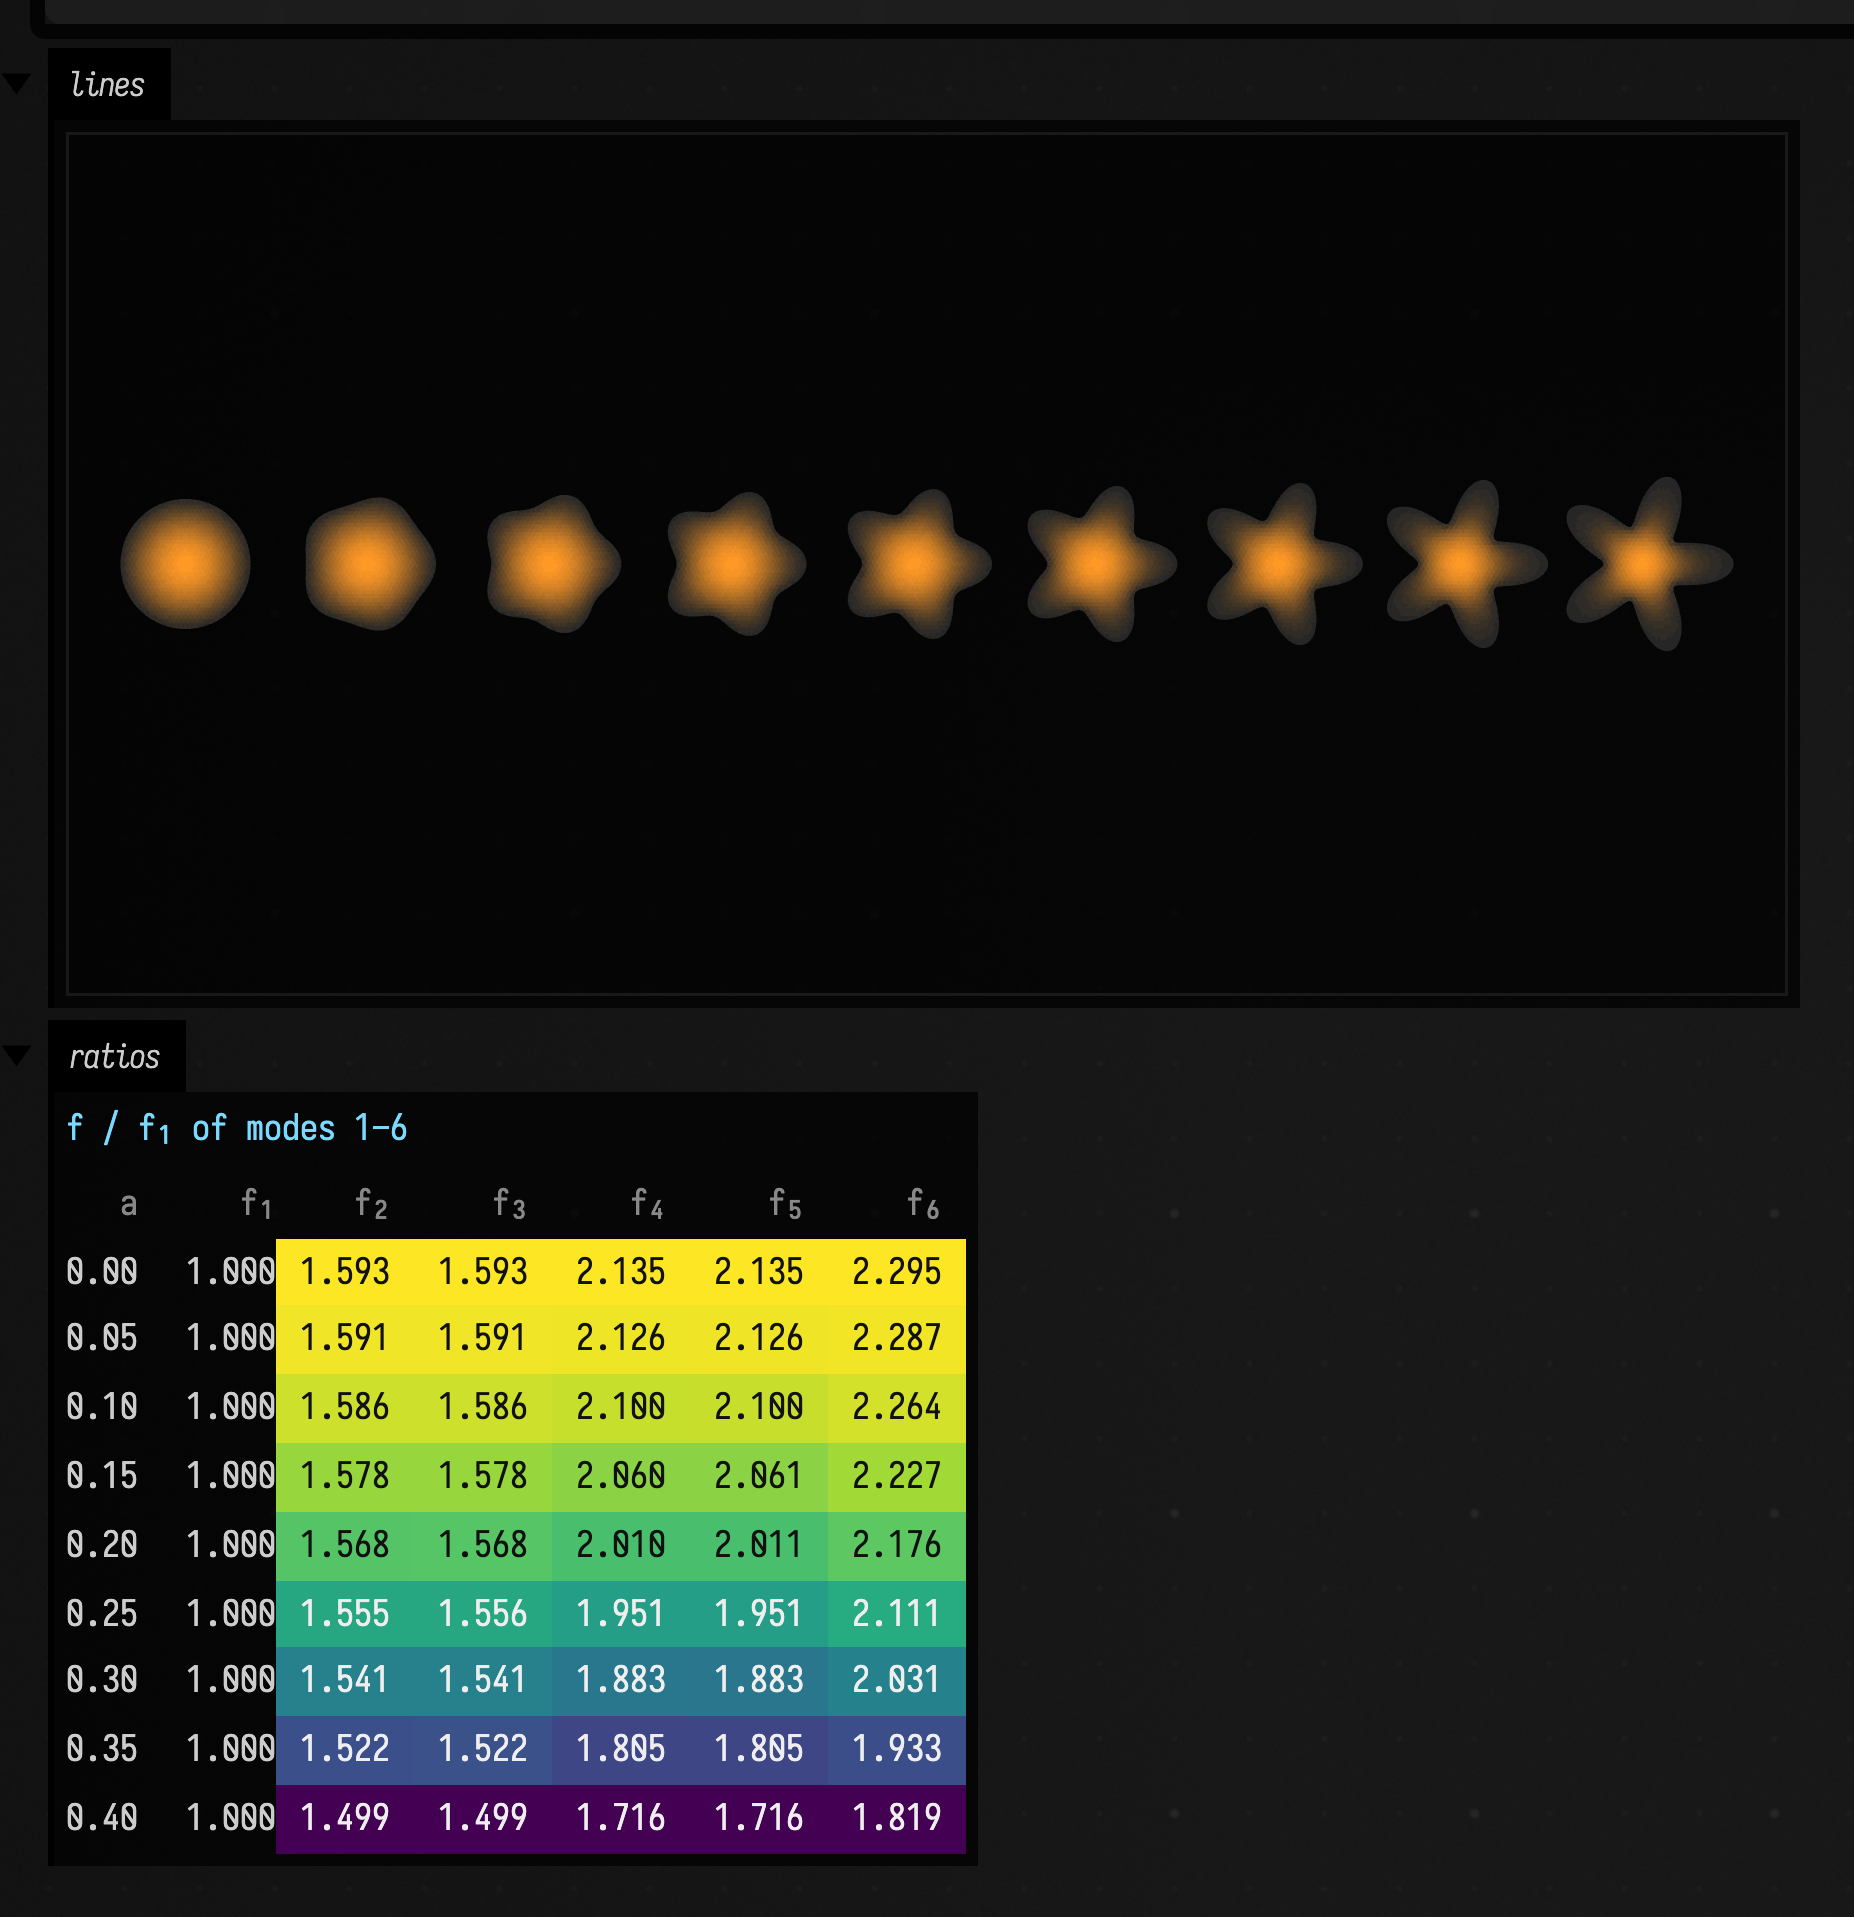 lines
ratios
f / f₁ of modes 1–6
a f₁ f₂ f₃ f₄ f₅ f₆
0.00 1.000 1.593 1.593 2.135 2.135 2.295
0.05 1.000 1.591 1.591 2.126 2.126 2.287
0.10 1.000 1.586 1.586 2.100 2.100 2.264
0.15 1.000 1.578 1.578 2.060 2.061 2.227
0.20 1.000 1.568 1.568 2.010 2.011 2.176
0.25 1.000 1.555 1.556 1.951 1.951 2.111
0.30 1.000 1.541 1.541 1.883 1.883 2.031
0.35 1.000 1.522 1.522 1.805 1.805 1.933
0.40 1.000 1.499 1.499 1.716 1.716 1.819